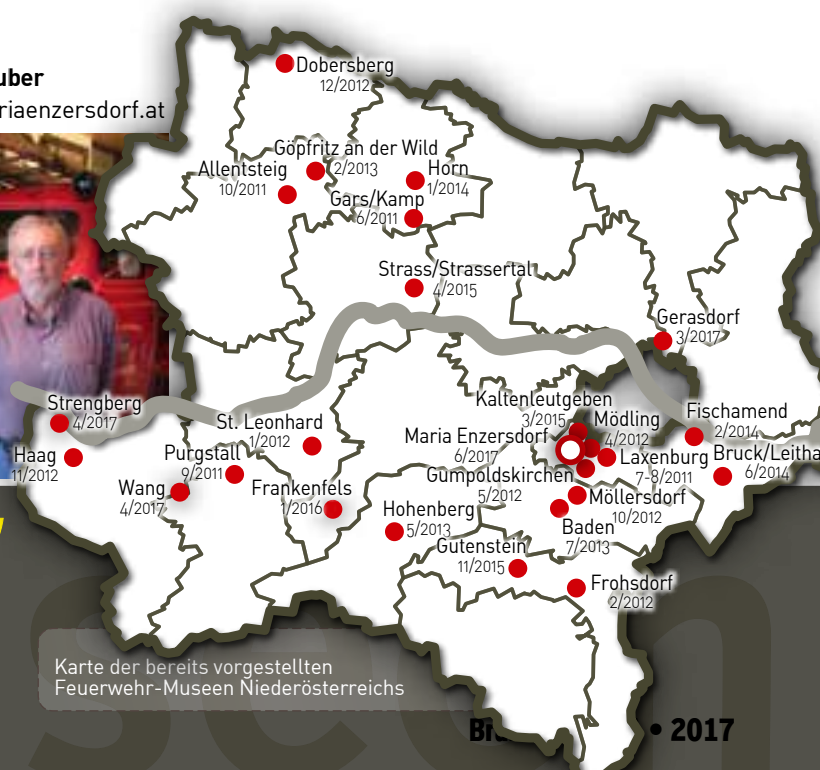 riaenzersdorf.at
Dobersberg
12/2012
Göpfritz an der Wild
2/2013
Allentsteig
10/2011
Horn
1/2014
Gars/Kamp
6/2011
Strass/Strassertal
4/2015
Gerasdorf
3/2017
Strengberg
4/2017
Haag
11/2012
St. Leonhard
1/2012
Purgstall
9/2011
Wang
4/2017
Frankenfels
1/2016
Kaltenleutgeben
3/2015
Mödling
4/2012
Maria Enzersdorf
6/2017
Fischamend
2/2014
Laxenburg
7-8/2011
Bruck/Leitha
6/2014
Gumpoldskirchen
5/2012
Möllersdorf
10/2012
Hohenberg
5/2013
Baden
7/2013
Gutenstein
11/2015
Frohsdorf
2/2012
Karte der bereits vorgestellten
Feuerwehr-Museen Niederösterreichs
• 2017